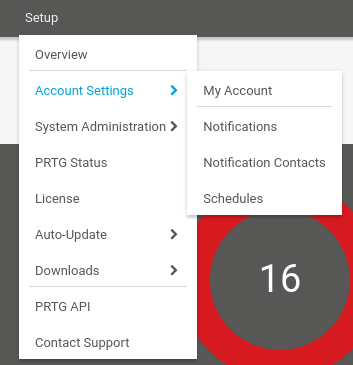 Setup
Overview
Account Settings
My Account
System Administration
Notifications
PRTG Status
Notification Contacts
License
Schedules
Auto-Update
Downloads
16
PRTG API
Contact Support